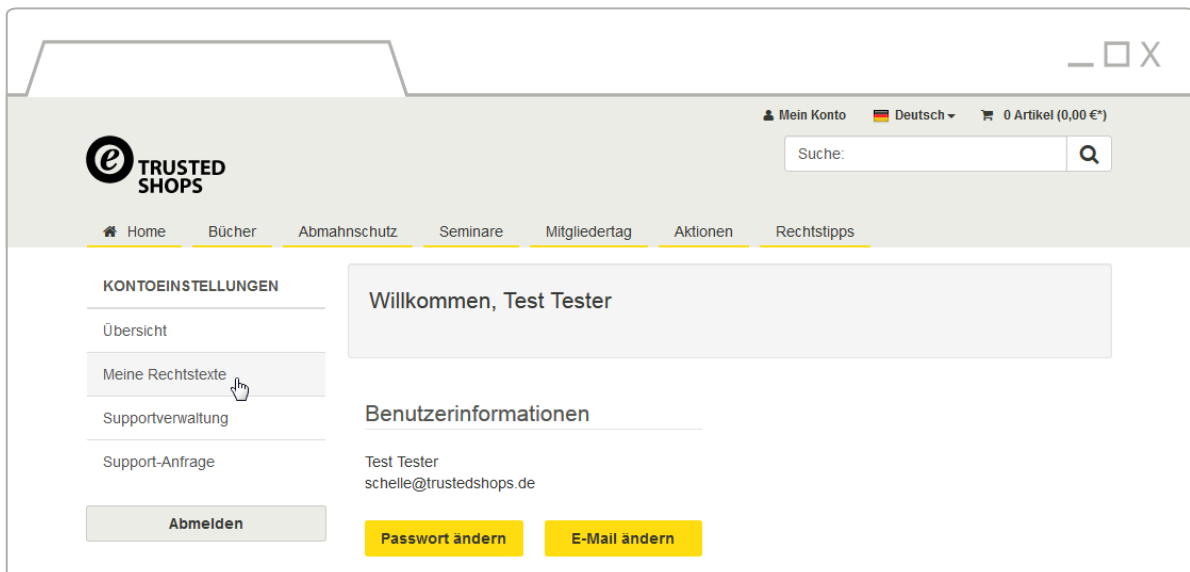 Mein Konto Deutsch 0 Artikel (0,00 €*)
e TRUSTED
SHOPS
Suche:
Home Bücher Abmahnschutz Seminare Mitgliedertag Aktionen Rechtstipps
KONTOEINSTELLUNGEN
Übersicht
Meine Rechtstexte
Supportverwaltung
Support-Anfrage
Abmelden
Willkommen, Test Tester
Benutzerinformationen
Test Tester
schelle@trustedshops.de
Passwort ändern E-Mail ändern